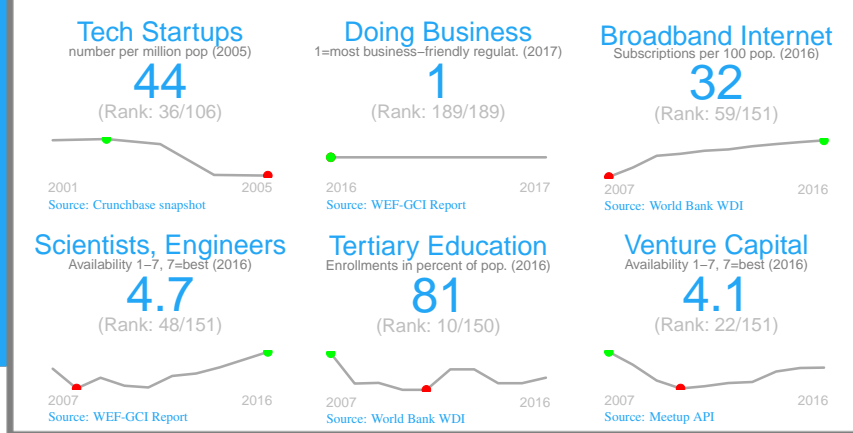 Tech Startups
number per million pop (2005)
44
(Rank: 36/106)
2001 2005
Source: Crunchbase snapshot
Doing Business
1=most business−friendly regulat. (2017)
1
(Rank: 189/189)
2016 2017
Source: WEF-GCI Report
Broadband Internet
Subscriptions per 100 pop. (2016)
32
(Rank: 59/151)
2007 2016
Source: World Bank WDI
Scientists, Engineers
Availability 1−7, 7=best (2016)
4.7
(Rank: 48/151)
2007 2016
Source: WEF-GCI Report
Tertiary Education
Enrollments in percent of pop. (2016)
81
(Rank: 10/150)
2007 2016
Source: World Bank WDI
Venture Capital
Availability 1−7, 7=best (2016)
4.1
(Rank: 22/151)
2007 2016
Source: Meetup API